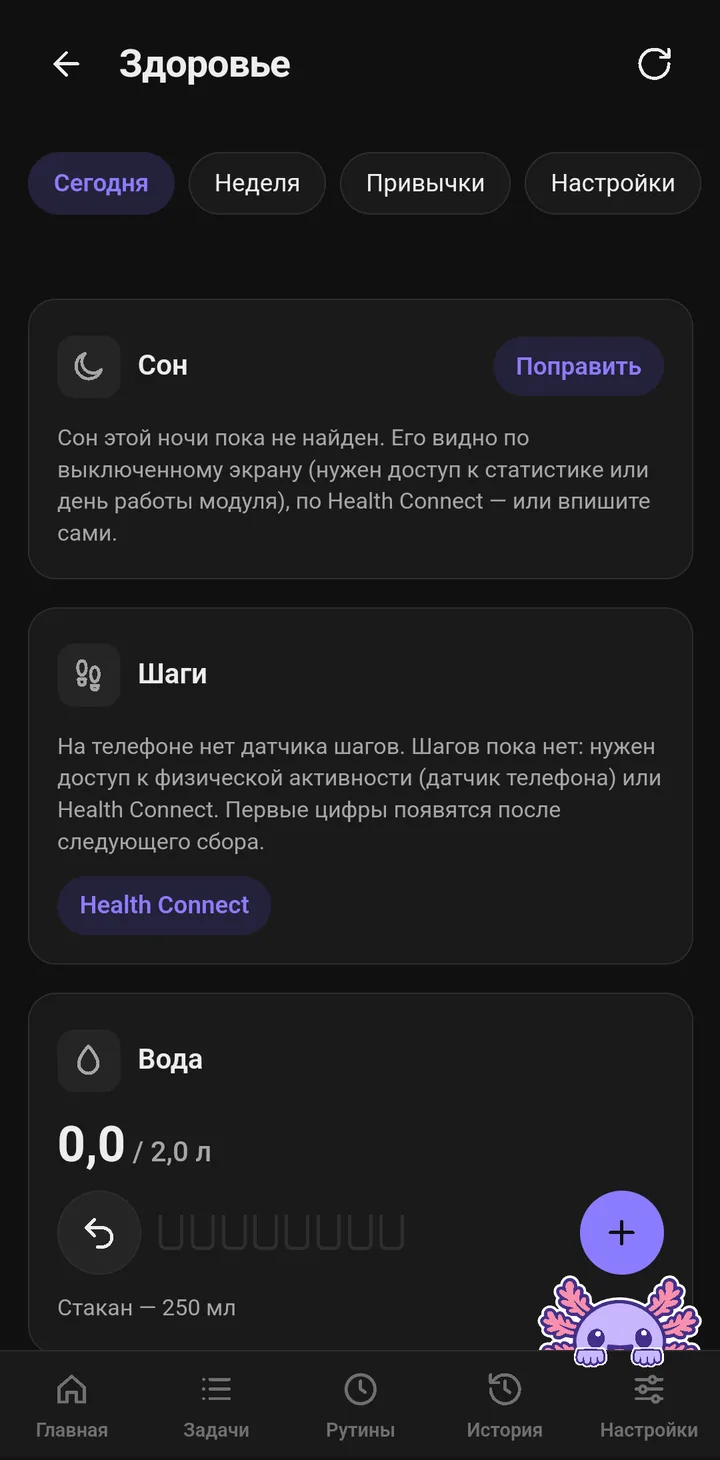 Здоровье
Сегодня
Неделя
Привычки
Настройки
Сон
Поправить
Сон этой ночи пока не найден. Его видно по
выключенному экрану (нужен доступ к статистике или
день работы модуля), по Health Connect — или впишите
сами.
Шаги
На телефоне нет датчика шагов. Шагов пока нет: нужен
доступ к физической активности (датчик телефона) или
Health Connect. Первые цифры появятся после
следующего сбора.
Health Connect
Вода
0,0 / 2,0 л
Стакан — 250 мл
Главная
Задачи
Рутины
История
Настройки